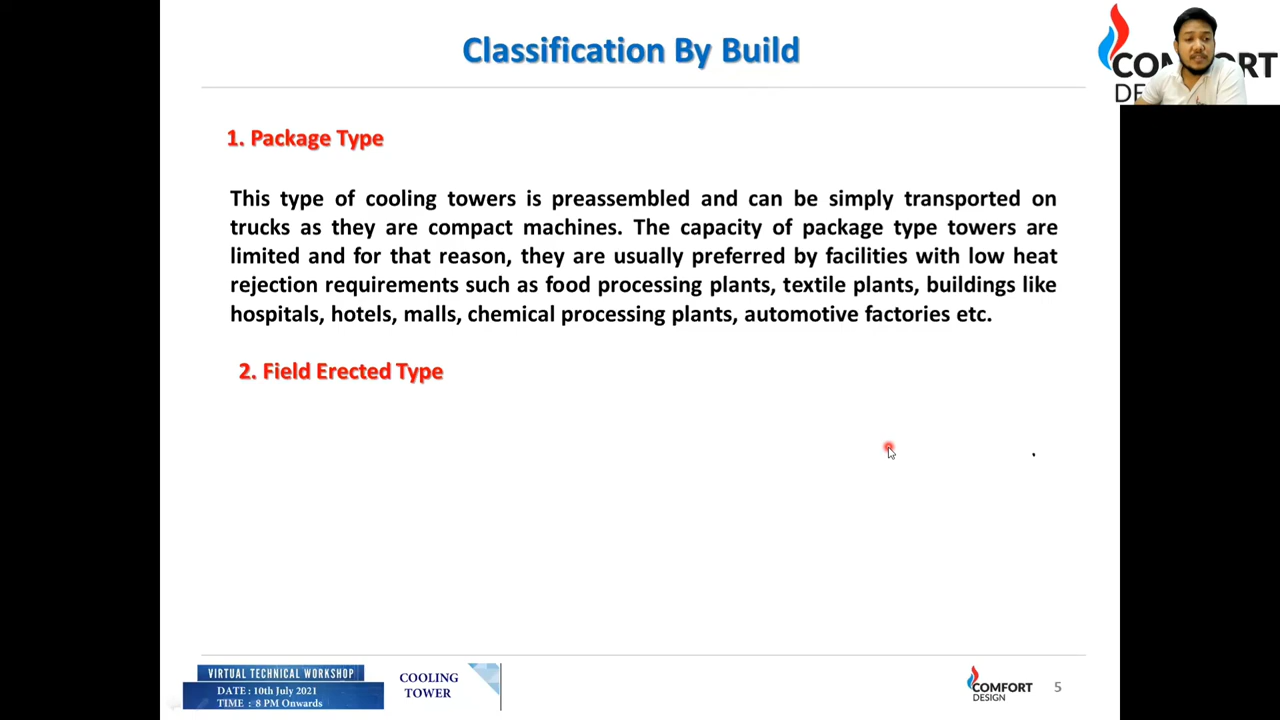 Classification By Build
COMFORT
DE
1. Package Type
This type of cooling towers is preassembled and can be simply transported on
trucks as they are compact machines. The capacity of package type towers are
limited and for that reason, they are usually preferred by facilities with low heat
rejection requirements such as food processing plants, textile plants, buildings like
hospitals, hotels, malls, chemical processing plants, automotive factories etc.
2. Field Erected Type
VIRTUAL TECHNICAL WORKSHOP
DATE : 10th July 2021
TIME : 8 PM Onwards
COOLING
TOWER
COMFORT
DESIGN
5